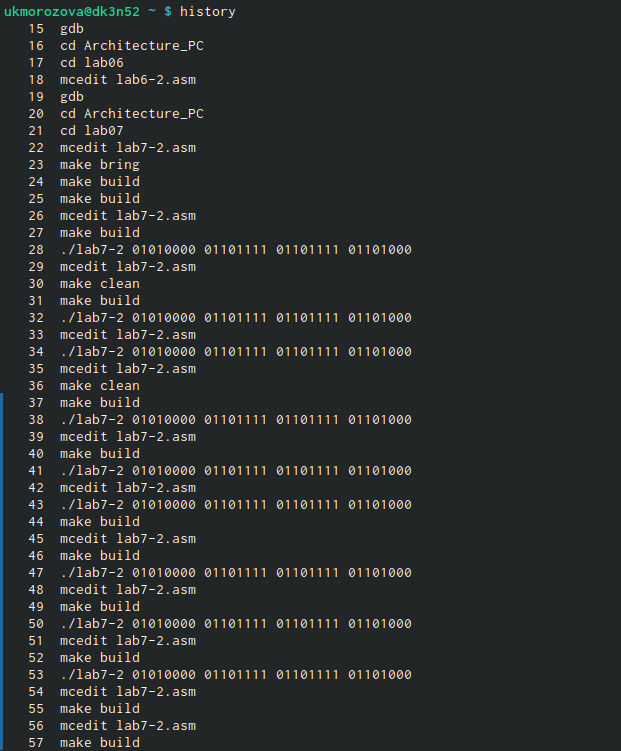 ukmorozova@dk3n52 ~ $ history
15 gdb
16 cd Architecture_PC
17 cd lab06
18 mcedit lab6-2.asm
19 gdb
20 cd Architecture_PC
21 cd lab07
22 mcedit lab7-2.asm
23 make bring
24 make build
25 make build
26 mcedit lab7-2.asm
27 make build
28 ./lab7-2 01010000 01101111 01101111 01101000
29 mcedit lab7-2.asm
30 make clean
31 make build
32 ./lab7-2 01010000 01101111 01101111 01101000
33 mcedit lab7-2.asm
34 ./lab7-2 01010000 01101111 01101111 01101000
35 mcedit lab7-2.asm
36 make clean
37 make build
38 ./lab7-2 01010000 01101111 01101111 01101000
39 mcedit lab7-2.asm
40 make build
41 ./lab7-2 01010000 01101111 01101111 01101000
42 mcedit lab7-2.asm
43 ./lab7-2 01010000 01101111 01101111 01101000
44 make build
45 mcedit lab7-2.asm
46 make build
47 ./lab7-2 01010000 01101111 01101111 01101000
48 mcedit lab7-2.asm
49 make build
50 ./lab7-2 01010000 01101111 01101111 01101000
51 mcedit lab7-2.asm
52 make build
53 ./lab7-2 01010000 01101111 01101111 01101000
54 mcedit lab7-2.asm
55 make build
56 mcedit lab7-2.asm
57 make build